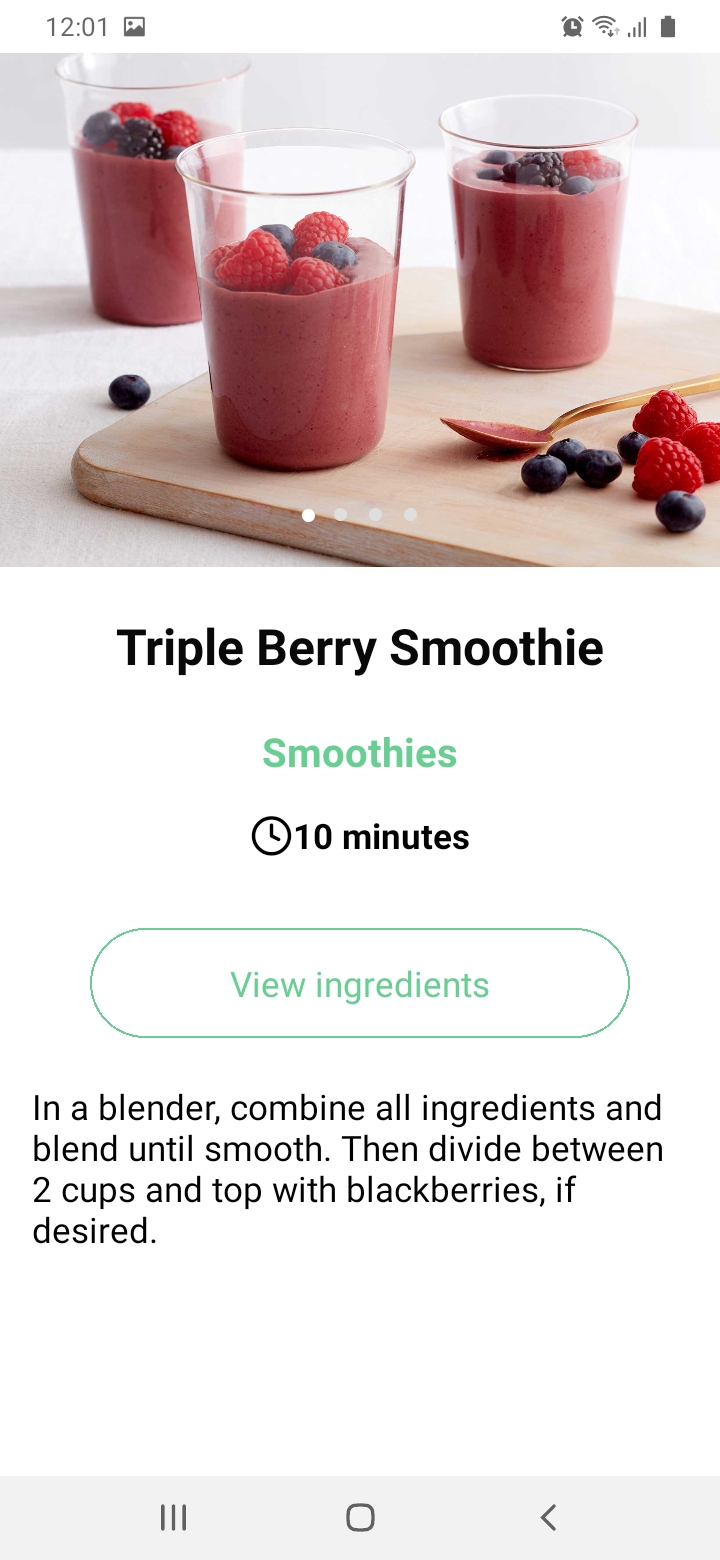 12:01
Triple Berry Smoothie
Smoothies
10 minutes
View ingredients
In a blender, combine all ingredients and
blend until smooth. Then divide between
2 cups and top with blackberries, if
desired.